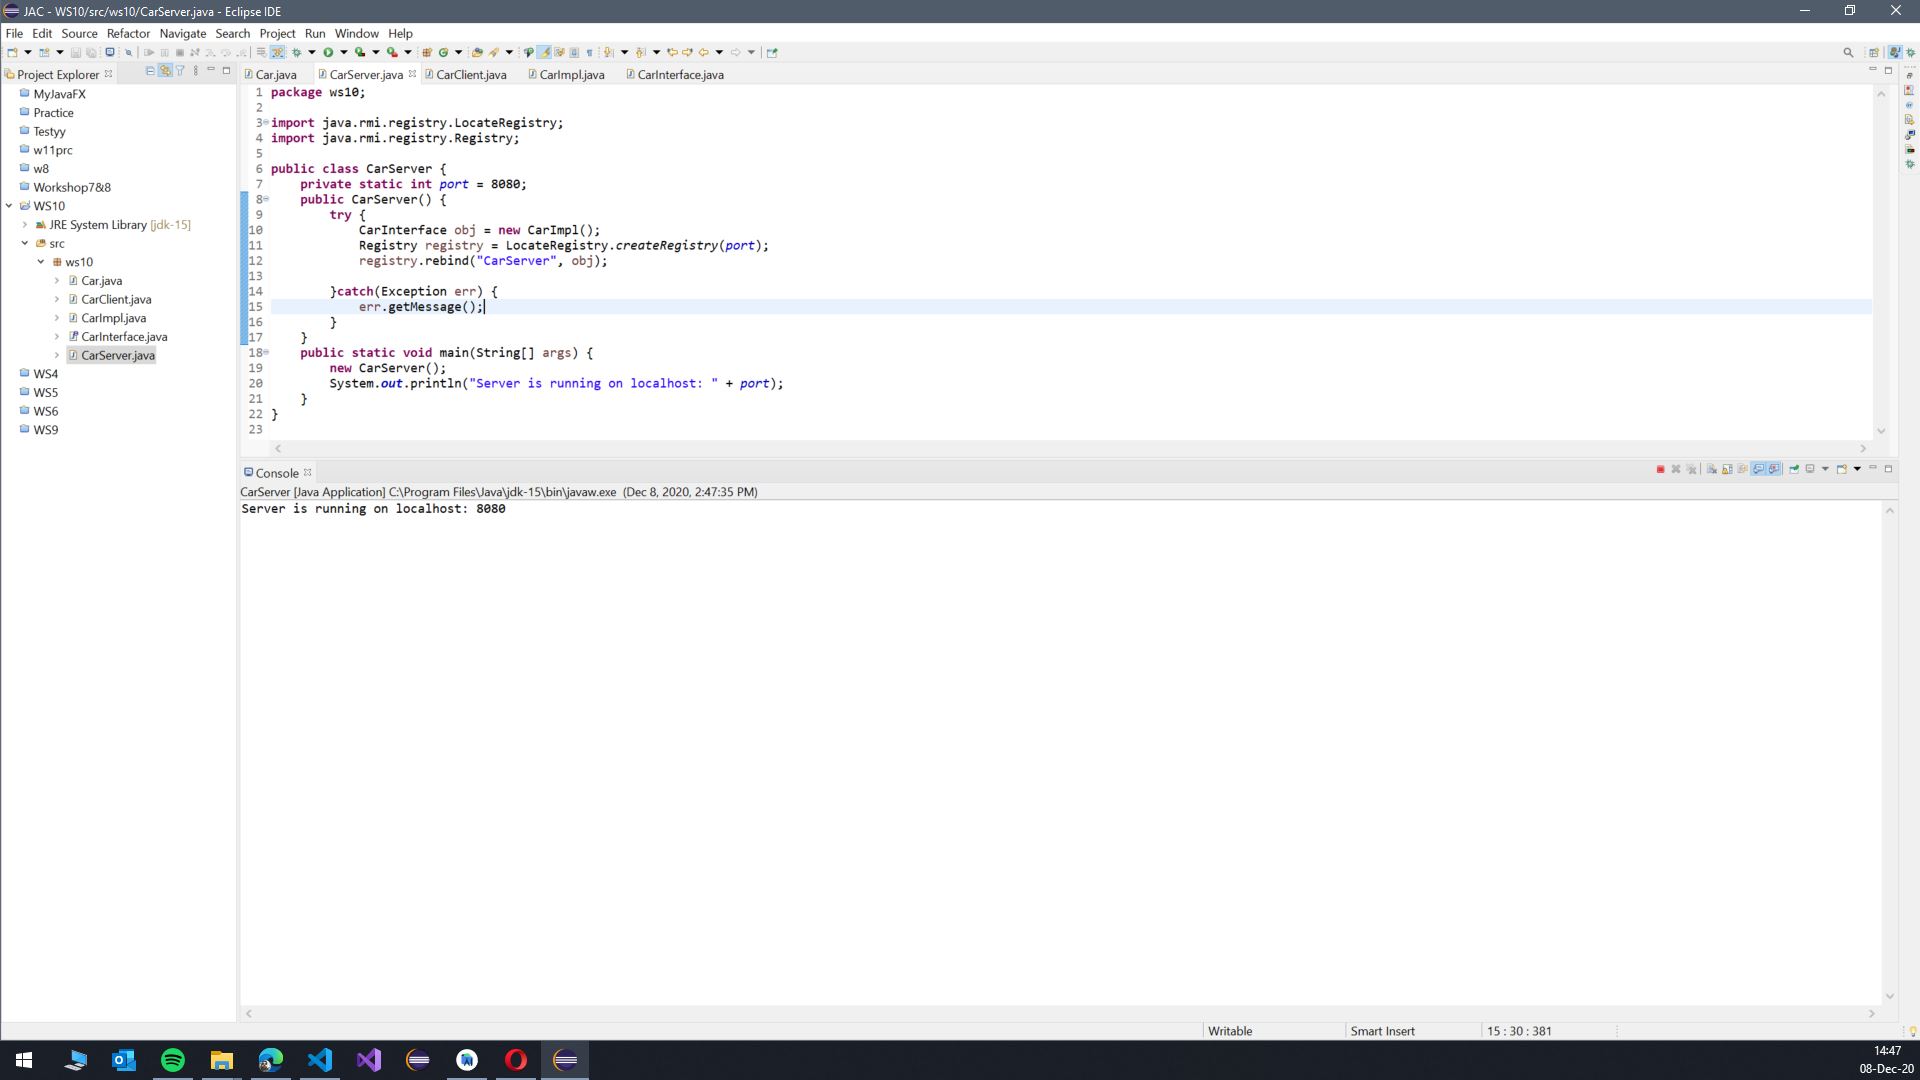 JAC - WS10/src/ws10/CarServer.java - Eclipse IDE
File Edit Source Refactor Navigate Search Project Run Window Help
Project Explorer
MyJavaFX
Practice
Testyy
w11prc
w8
Workshop7&8
WS10
JRE System Library [jdk-15]
src
ws10
Car.java
CarClient.java
CarImpl.java
CarInterface.java
CarServer.java
WS4
WS5
WS6
WS9
Car.java CarServer.java CarClient.java CarImpl.java CarInterface.java
1 package ws10;
2
3 import java.rmi.registry.LocateRegistry;
4 import java.rmi.registry.Registry;
5
6 public class CarServer {
7 private static int port = 8080;
8 public CarServer() {
9 try {
10 CarInterface obj = new CarImpl();
11 Registry registry = LocateRegistry.createRegistry(port);
12 registry.rebind("CarServer", obj);
13
14 }catch(Exception err) {
15 err.getMessage();
16 }
17 }
18 public static void main(String[] args) {
19 new CarServer();
20 System.out.println("Server is running on localhost: " + port);
21 }
22 }
23
Console
CarServer [Java Application] C:\Program Files\Java\jdk-15\bin\javaw.exe (Dec 8, 2020, 2:47:35 PM)
Server is running on localhost: 8080
Writable Smart Insert 15 : 30 : 381
14:47
08-Dec-20